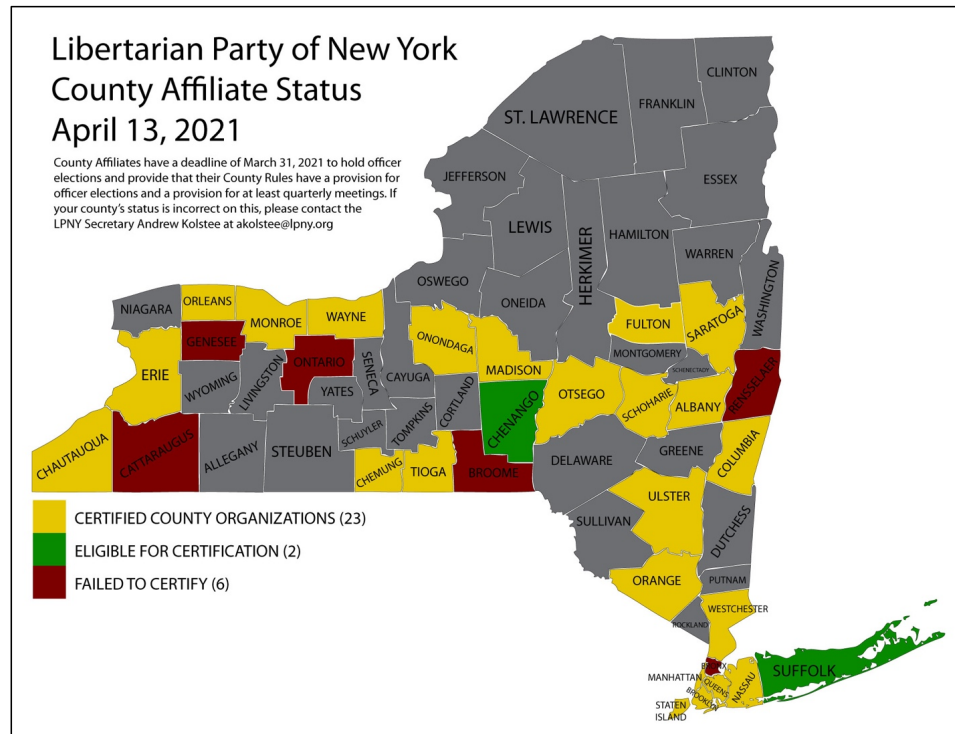 Libertarian Party of New York
County Affiliate Status
April 13, 2021
County Affiliates have a deadline of March 31, 2021 to hold officer
elections and provide that their County Rules have a provision for
officer elections and a provision for at least quarterly meetings. If
your county's status is incorrect on this, please contact the
LPNY Secretary Andrew Kolstee at akolstee@lpny.org
CLINTON
FRANKLIN
ST. LAWRENCE
ESSEX
JEFFERSON
LEWIS
HERKIMER
HAMILTON
WARREN
WASHINGTON
OSWEGO
ONEIDA
NIAGARA
ORLEANS
MONROE
WAYNE
GENESEE
ONTARIO
SENECA
CAYUGA
ONONDAGA
MADISON
FULTON
SARATOGA
MONTGOMERY
SCHENECTADY
ERIE
WYOMING
LIVINGSTON
YATES
CORTLAND
CHENANGO
OTSEGO
SCHOHARIE
ALBANY
RENSSELAER
CHAUTAUQUA
CATTARAUGUS
ALLEGANY
STEUBEN
SCHUYLER
TOMPKINS
CHEMUNG
TIOGA
BROOME
DELAWARE
GREENE
COLUMBIA
ULSTER
SULLIVAN
DUTCHESS
ORANGE
PUTNAM
ROCKLAND
WESTCHESTER
BRONX
MANHATTAN
QUEENS
BROOKLYN
NASSAU
SUFFOLK
STATEN
ISLAND
CERTIFIED COUNTY ORGANIZATIONS (23)
ELIGIBLE FOR CERTIFICATION (2)
FAILED TO CERTIFY (6)